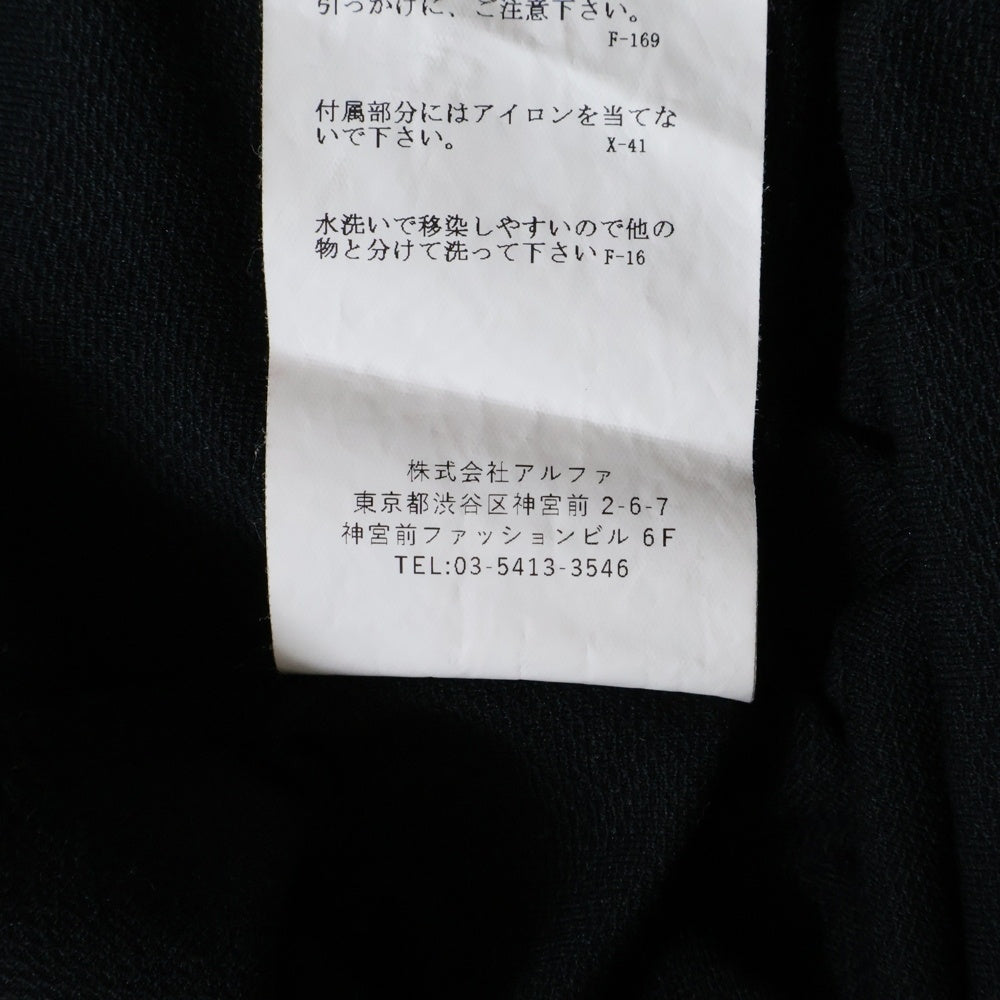 引っかけに、ご注意下さい。
F-169
付属部分にはアイロンを当てな
いで下さい。 X-41
水洗いで移染しやすいので他の
物と分けて洗って下さい F-16
株式会社アルファ
東京都渋谷区神宮前 2-6-7
神宮前ファッションビル 6F
TEL:03-5413-3546